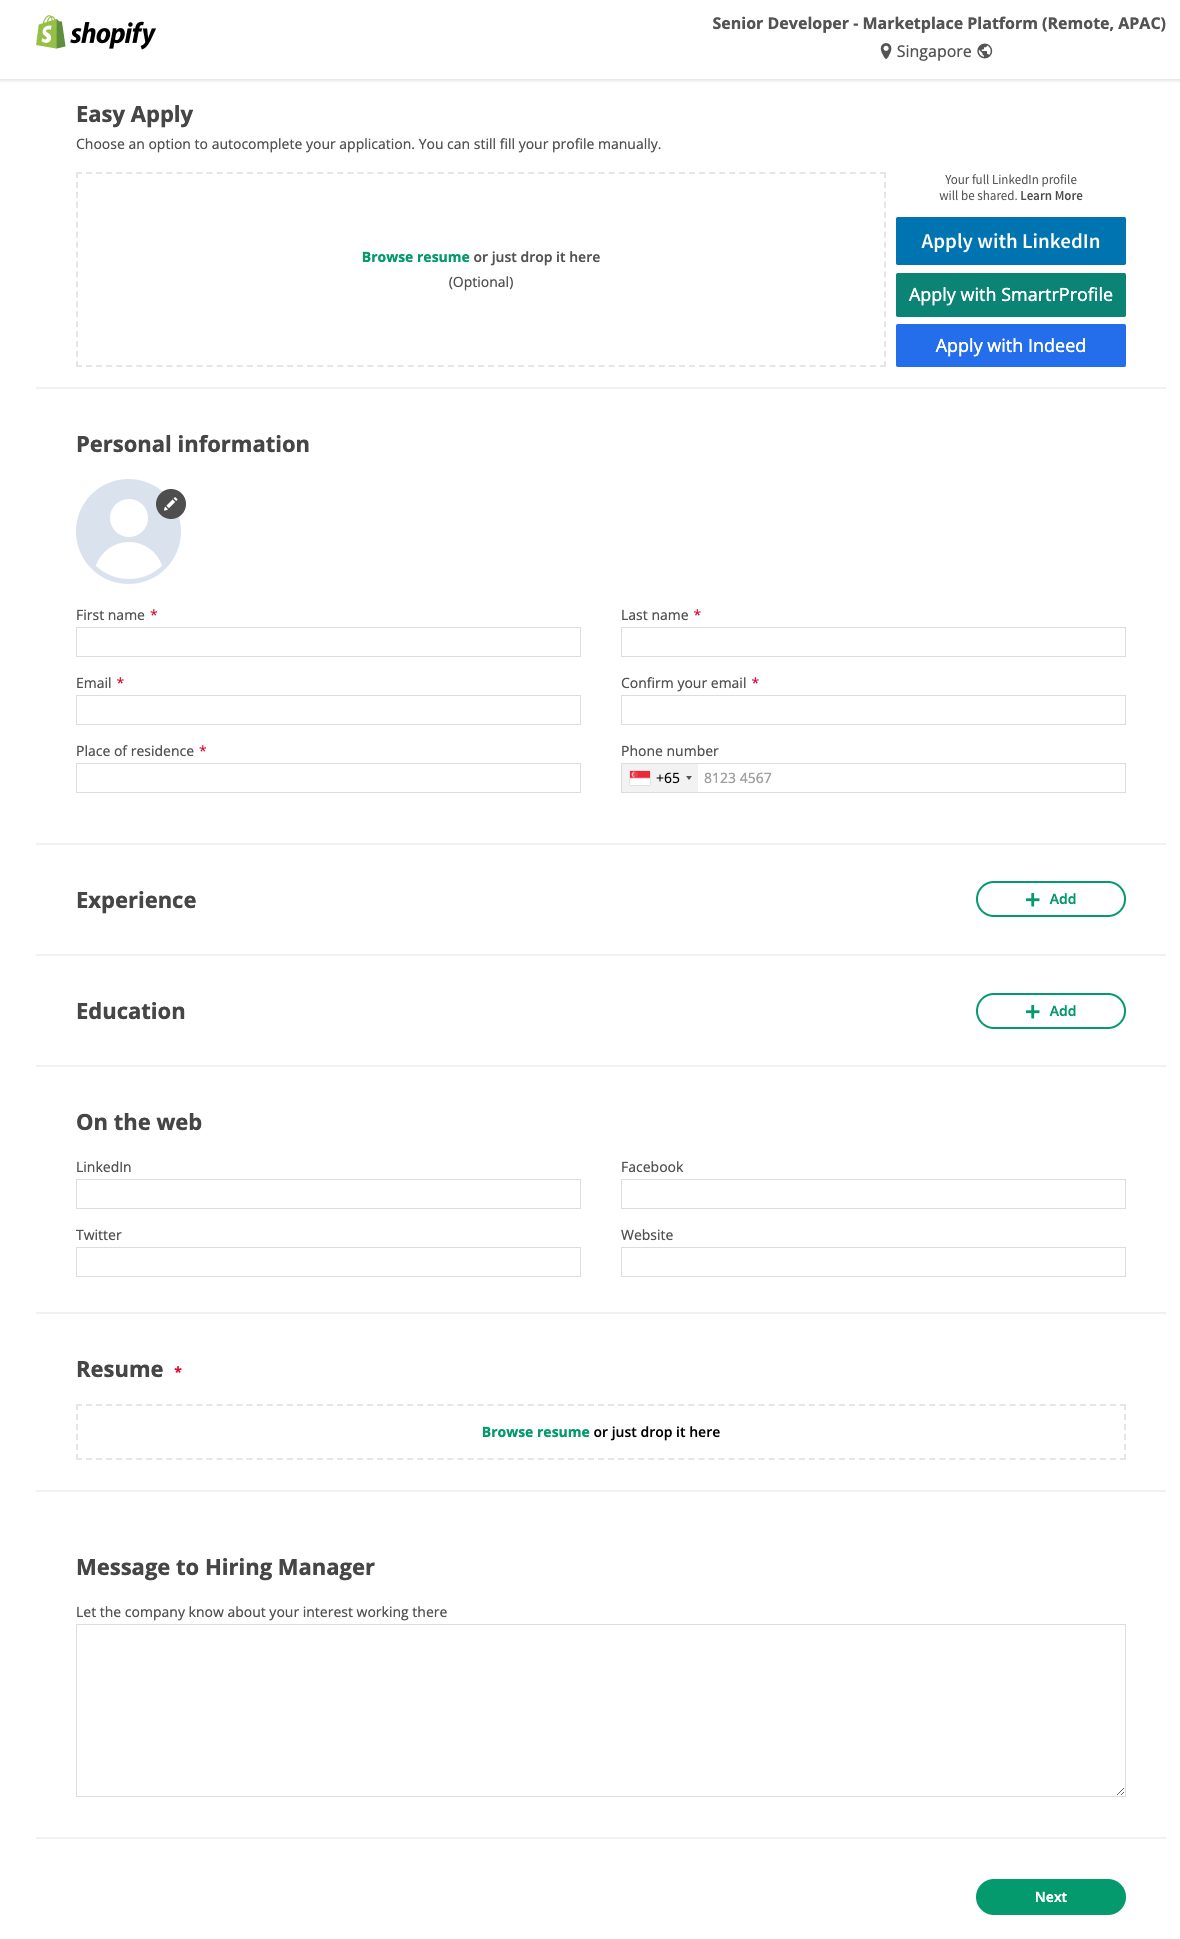 shopify
Senior Developer - Marketplace Platform (Remote, APAC)
Singapore
Easy Apply
Choose an option to autocomplete your application. You can still fill your profile manually.
Browse resume or just drop it here
(Optional)
Your full LinkedIn profile
will be shared. Learn More
Apply with LinkedIn
Apply with SmartrProfile
Apply with Indeed
Personal information
First name *
Last name *
Email *
Confirm your email *
Place of residence *
Phone number
+65 8123 4567
Experience
+ Add
Education
+ Add
On the web
LinkedIn
Facebook
Twitter
Website
Resume *
Browse resume or just drop it here
Message to Hiring Manager
Let the company know about your interest working there
Next